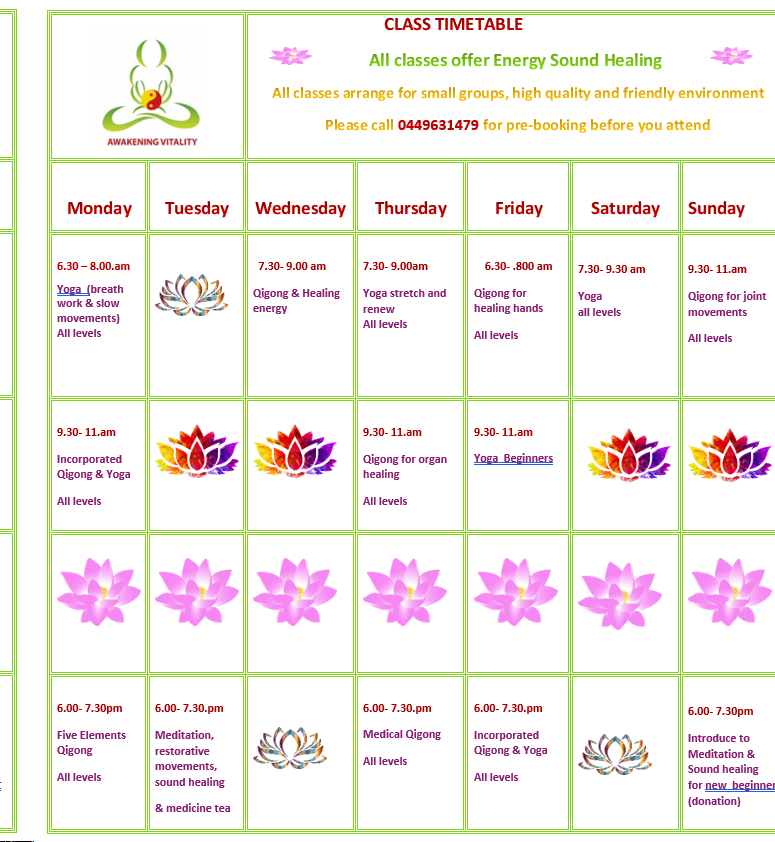 CLASS TIMETABLE
All classes offer Energy Sound Healing
All classes arrange for small groups, high quality and friendly environment
Please call 0449631479 for pre-booking before you attend
AWAKENING VITALITY
Monday
Tuesday
Wednesday
Thursday
Friday
Saturday
Sunday
6.30 – 8.00.am
Yoga (breath
work & slow
movements)
All levels
7.30- 9.00 am
Qigong & Healing
energy
7.30- 9.00am
Yoga stretch and
renew
All levels
6.30- .800 am
Qigong for
healing hands
All levels
7.30- 9.30 am
Yoga
all levels
9.30- 11.am
Qigong for joint
movements
All levels
9.30- 11.am
Incorporated
Qigong & Yoga
All levels
9.30- 11.am
Qigong for organ
healing
All levels
9.30- 11.am
Yoga Beginners
6.00- 7.30pm
Five Elements
Qigong
All levels
6.00- 7.30.pm
Meditation,
restorative
movements,
sound healing
& medicine tea
6.00- 7.30.pm
Medical Qigong
All levels
6.00- 7.30.pm
Incorporated
Qigong & Yoga
All levels
6.00- 7.30pm
Introduce to
Meditation &
Sound healing
for new beginner
(donation)